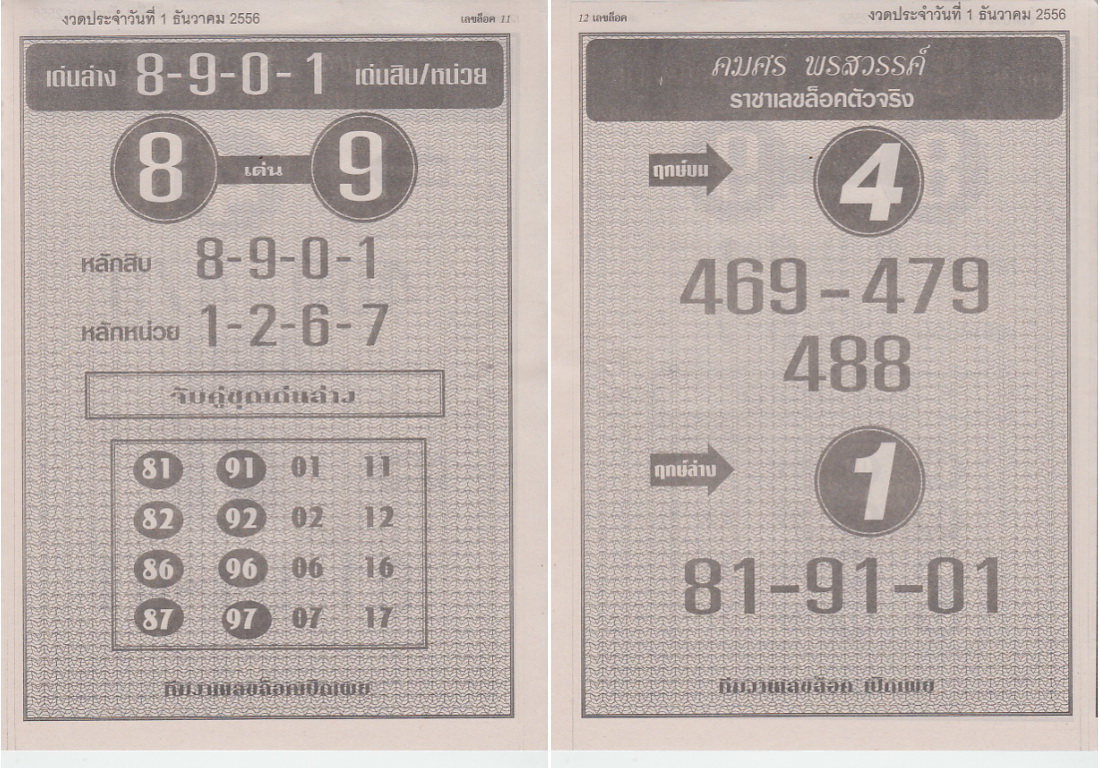 งวดประจำวันที่ 1 ธันวาคม 2556
เลขล็อค 11
เด่นล่าง 8-9-0-1 เด่นสิบ/หน่วย
8 เด่น 9
หลักสิบ 8-9-0-1
หลักหน่วย 1-2-6-7
จับคู่ชุดเด่นล่าง
81 91 01 11
82 92 02 12
86 96 06 16
87 97 07 17
ทีมงานเลขล็อคเปิดเผย
12 เลขล็อค
งวดประจำวันที่ 1 ธันวาคม 2556
คมศร พรสวรรค์
ราชาเลขล็อคตัวจริง
ฤกษ์บน 4
469-479
488
ฤกษ์ล่าง 1
81-91-01
ทีมงานเลขล็อค เปิดเผย